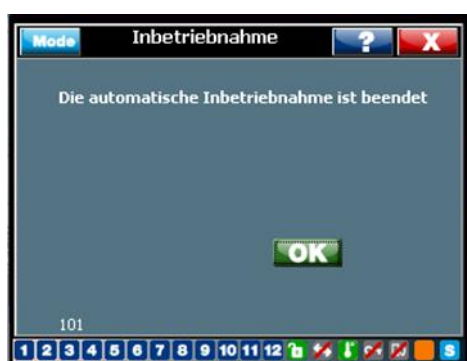 Mode Inbetriebnahme ? X
Die automatische Inbetriebnahme ist beendet
OK
101
1 2 3 4 5 6 7 8 9 10 11 12 S